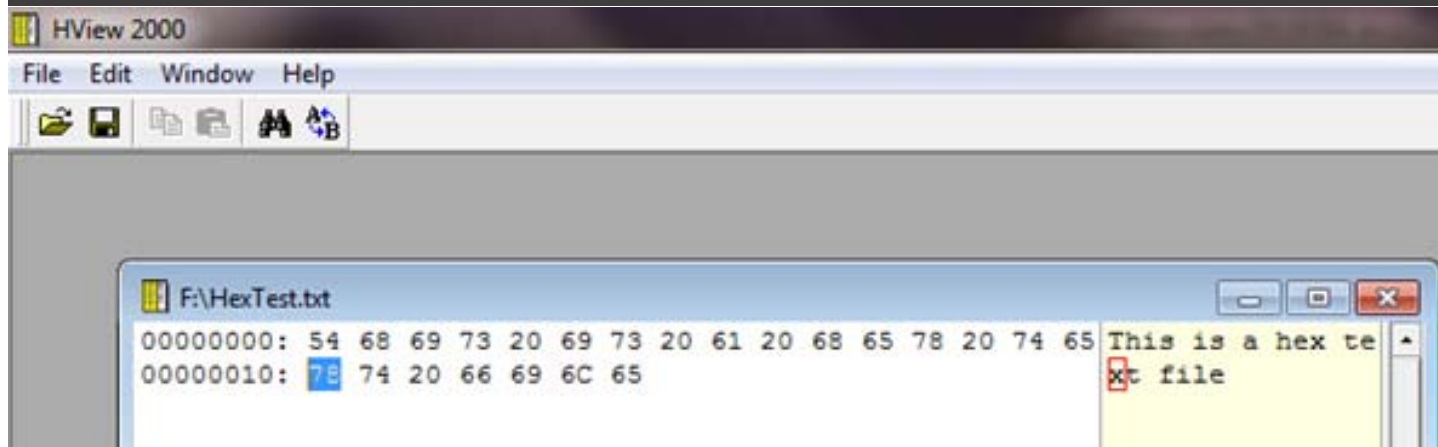 HView 2000
File Edit Window Help
F:\HexTest.txt
00000000: 54 68 69 73 20 69 73 20 61 20 68 65 78 20 74 65 This is a hex te
00000010: 78 74 20 66 69 6C 65 xt file